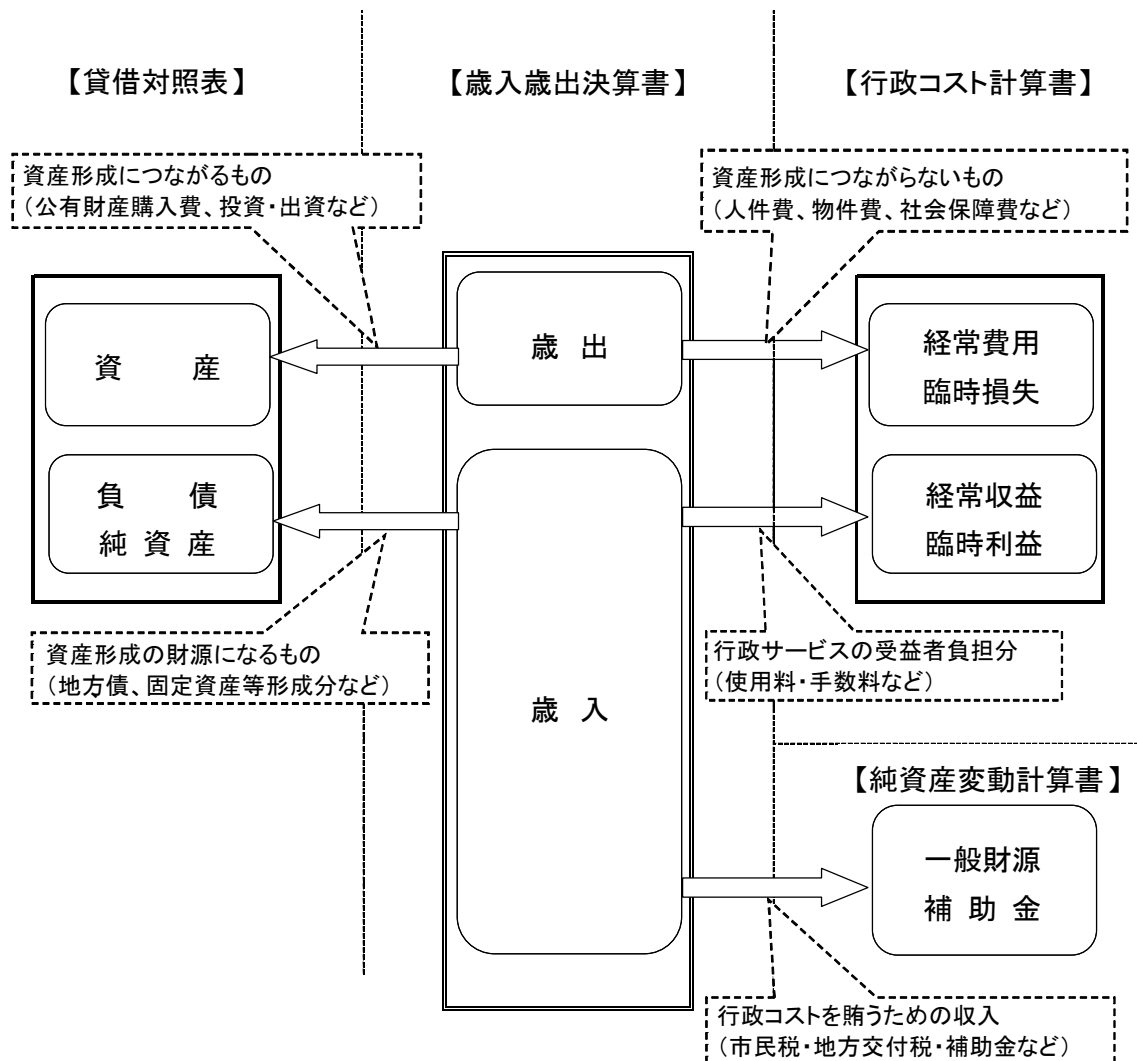 【貸借対照表】
【歳入歳出決算書】
【行政コスト計算書】
資産形成につながるもの
(公有財産購入費、投資・出資など)
資産形成につながらないもの
(人件費、物件費、社会保障費など)
資　産
歳 出
経常費用
臨時損失
負　債
純 資 産
経常収益
臨時利益
資産形成の財源になるもの
(地方債、固定資産等形成分など)
行政サービスの受益者負担分
(使用料・手数料など)
歳 入
【純資産変動計算書】
一般財源
補 助 金
行政コストを賄うための収入
(市民税・地方交付税・補助金など)